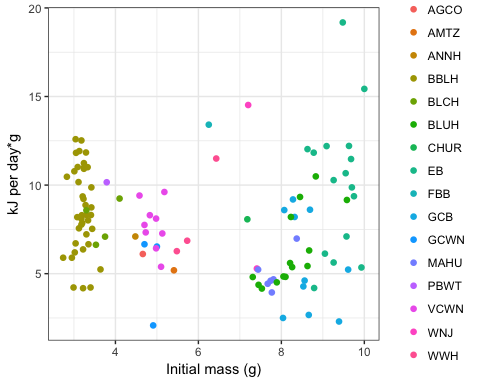 20
15
10
5
kJ per day*g
4
6
8
10
Initial mass (g)
AGCO
AMTZ
ANNH
BBLH
BLCH
BLUH
CHUR
EB
FBB
GCB
GCWN
MAHU
PBWT
VCWN
WNJ
WWH